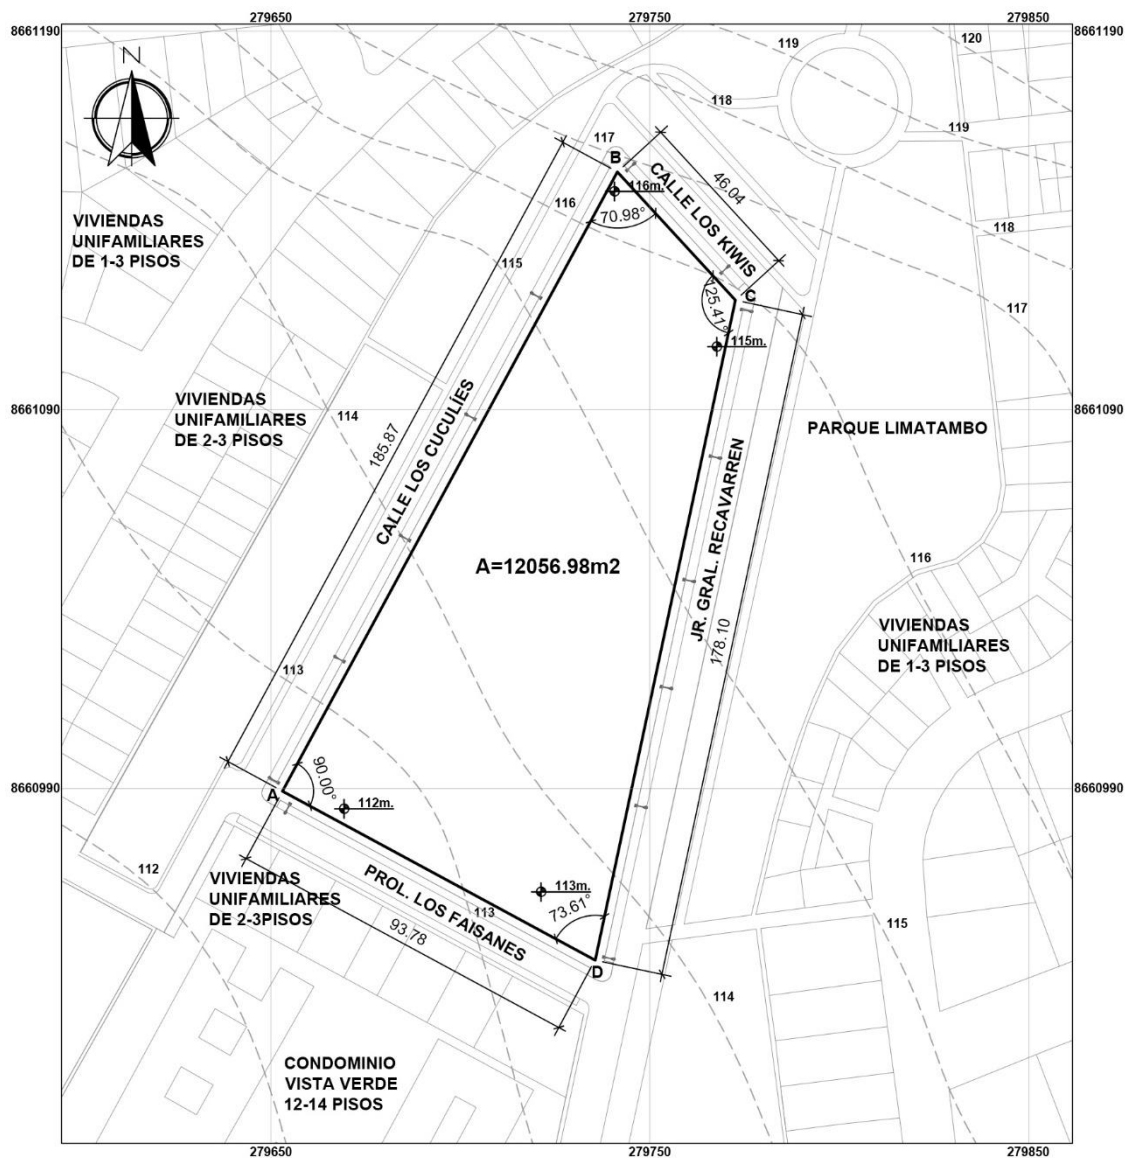 279650
279750
279850
8661190
8661190
N
119
120
118
119
117
B
116m.
CALLE LOS KIWIS
46.04
116
70.98°
VIVIENDAS
UNIFAMILIARES
DE 1-3 PISOS
118
115
C
125.41°
117
115m.
VIVIENDAS
UNIFAMILIARES
DE 2-3 PISOS
114
8661090
8661090
PARQUE LIMATAMBO
CALLE LOS CUCULÍES
185.87
JR. GRAL. RECAVARREN
178.10
A=12056.98m2
116
VIVIENDAS
UNIFAMILIARES
DE 1-3 PISOS
113
8660990
8660990
90.00°
A
112m.
112
VIVIENDAS
UNIFAMILIARES
DE 2-3PISOS
PROL. LOS FAISANES
113
93.78
113m.
73.61°
D
115
114
CONDOMINIO
VISTA VERDE
12-14 PISOS
279650
279750
279850